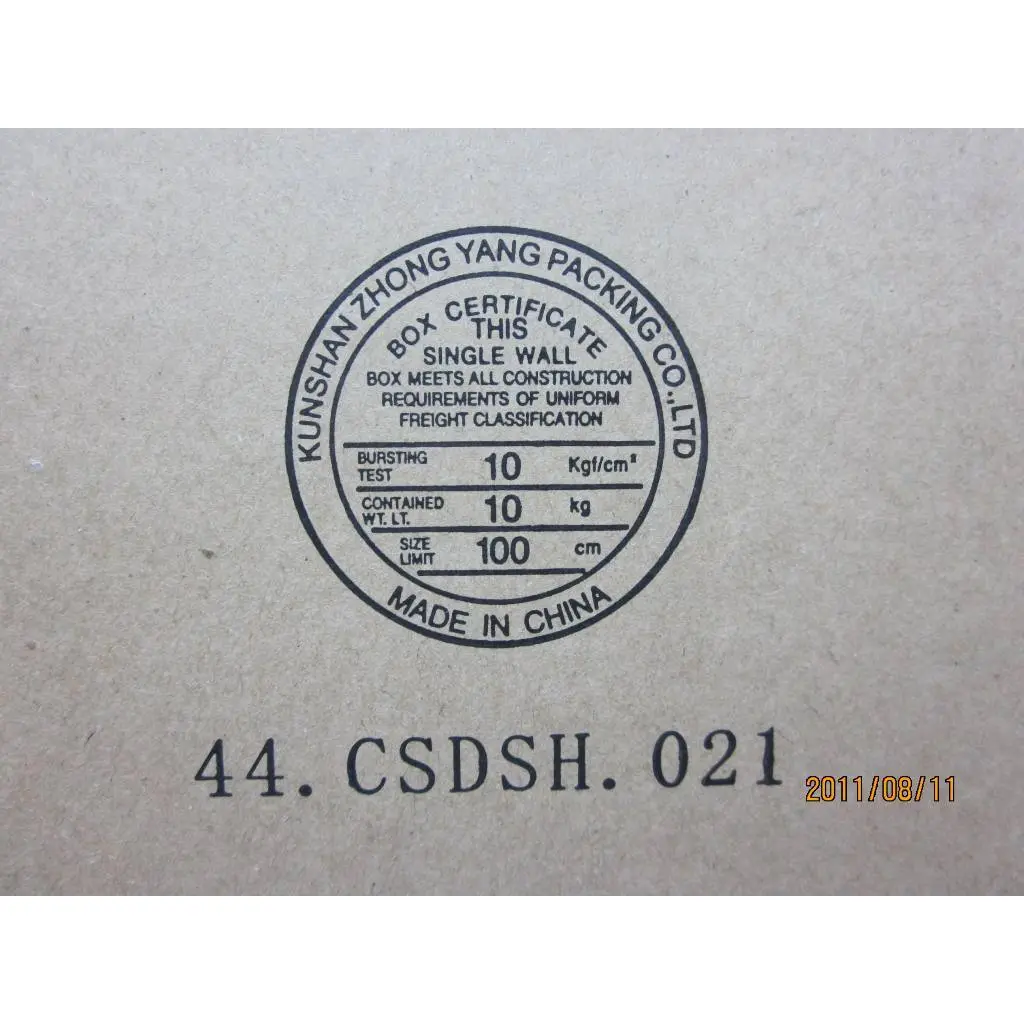 KUNSHAN ZHONG YANG PACKING CO.,LTD
BOX CERTIFICATE
THIS
SINGLE WALL
BOX MEETS ALL CONSTRUCTION
REQUIREMENTS OF UNIFORM
FREIGHT CLASSIFICATION
BURSTING TEST 10 Kgf/cm²
CONTAINED WT. LT. 10 kg
SIZE LIMIT 100 cm
MADE IN CHINA
44. CSDSH. 021
2011/08/11